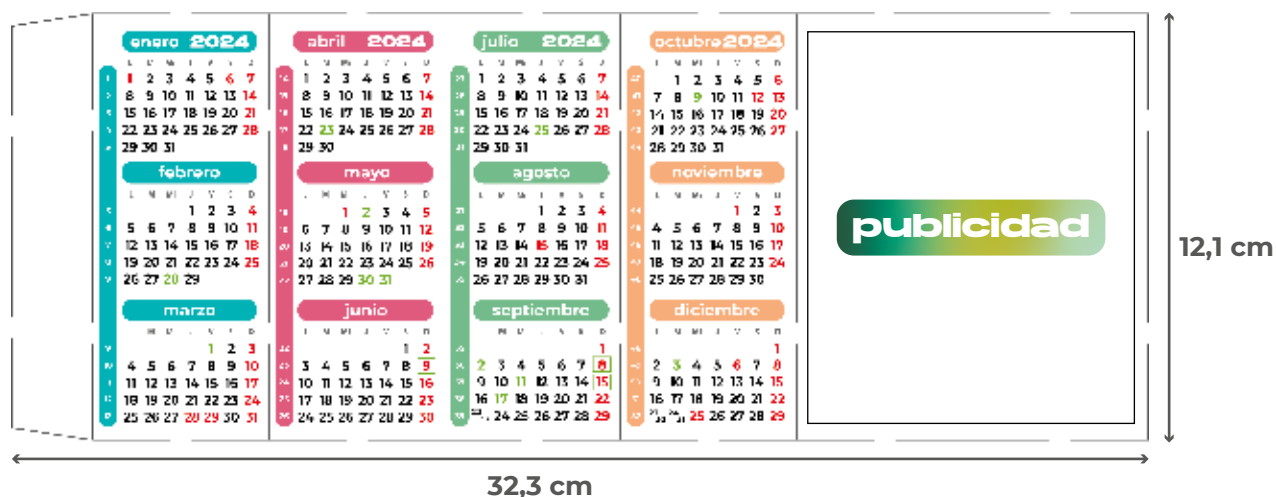 enero 2024
1 2 3 4 5 6 7
8 9 10 11 12 13 14
15 16 17 18 19 20 21
22 23 24 25 26 27 28
29 30 31
febrero
1 2 3 4
5 6 7 8 9 10 11
12 13 14 15 16 17 18
19 20 21 22 23 24 25
26 27 28 29
marzo
1 2 3
4 5 6 7 8 9 10
11 12 13 14 15 16 17
18 19 20 21 22 23 24
25 26 27 28 29 30 31
abril 2024
1 2 3 4 5 6 7
8 9 10 11 12 13 14
15 16 17 18 19 20 21
22 23 24 25 26 27 28
29 30
mayo
1 2 3 4 5
6 7 8 9 10 11 12
13 14 15 16 17 18 19
20 21 22 23 24 25 26
27 28 29 30 31
junio
1 2
3 4 5 6 7 8 9
10 11 12 13 14 15 16
17 18 19 20 21 22 23
24 25 26 27 28 29 30
julio 2024
1 2 3 4 5 6 7
8 9 10 11 12 13 14
15 16 17 18 19 20 21
22 23 24 25 26 27 28
29 30 31
agosto
1 2 3 4
5 6 7 8 9 10 11
12 13 14 15 16 17 18
19 20 21 22 23 24 25
26 27 28 29 30 31
septiembre
1
2 3 4 5 6 7 8
9 10 11 12 13 14 15
16 17 18 19 20 21 22
24 25 26 27 28 29
octubre 2024
1 2 3 4 5 6
7 8 9 10 11 12 13
14 15 16 17 18 19 20
21 22 23 24 25 26 27
28 29 30 31
noviembre
1 2 3
4 5 6 7 8 9 10
11 12 13 14 15 16 17
18 19 20 21 22 23 24
25 26 27 28 29 30
diciembre
1
2 3 4 5 6 7 8
9 10 11 12 13 14 15
16 17 18 19 20 21 22
25 26 27 28 29
publicidad
12,1 cm
32,3 cm